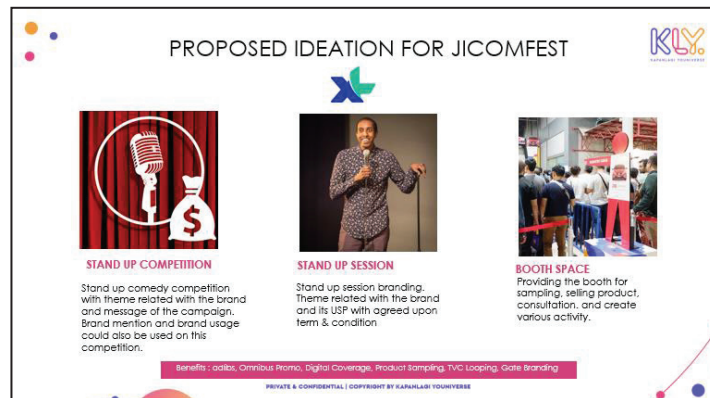 PROPOSED IDEATION FOR JICOMFEST
KLY.
KAPANLAGI YOUNIVERSE
XL
$
STAND UP COMPETITION
Stand up comedy competition
with theme related with the brand
and message of the campaign.
Brand mention and brand usage
could also be used on this
competition.
STAND UP SESSION
Stand up session branding.
Theme related with the brand
and its USP with agreed upon
term & condition
BOOTH SPACE
Providing the booth for
sampling, selling product,
consultation, and create
various activity.
Benefits : adlibs, Omnibus Promo, Digital Coverage, Product Sampling, TVC Looping, Gate Branding
PRIVATE & CONFIDENTIAL | COPYRIGHT BY KAPANLAGI YOUNIVERSE